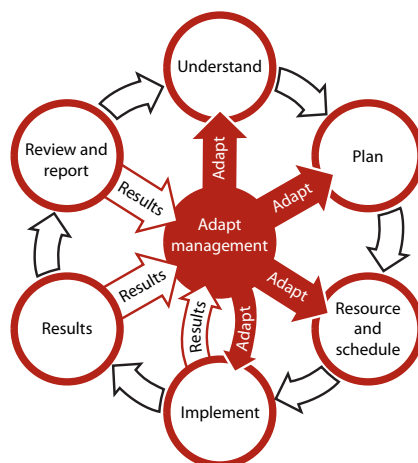 Understand
Plan
Resource
and
schedule
Implement
Results
Review and
report
Adapt
management
Adapt
Adapt
Adapt
Adapt
Results
Results
Results